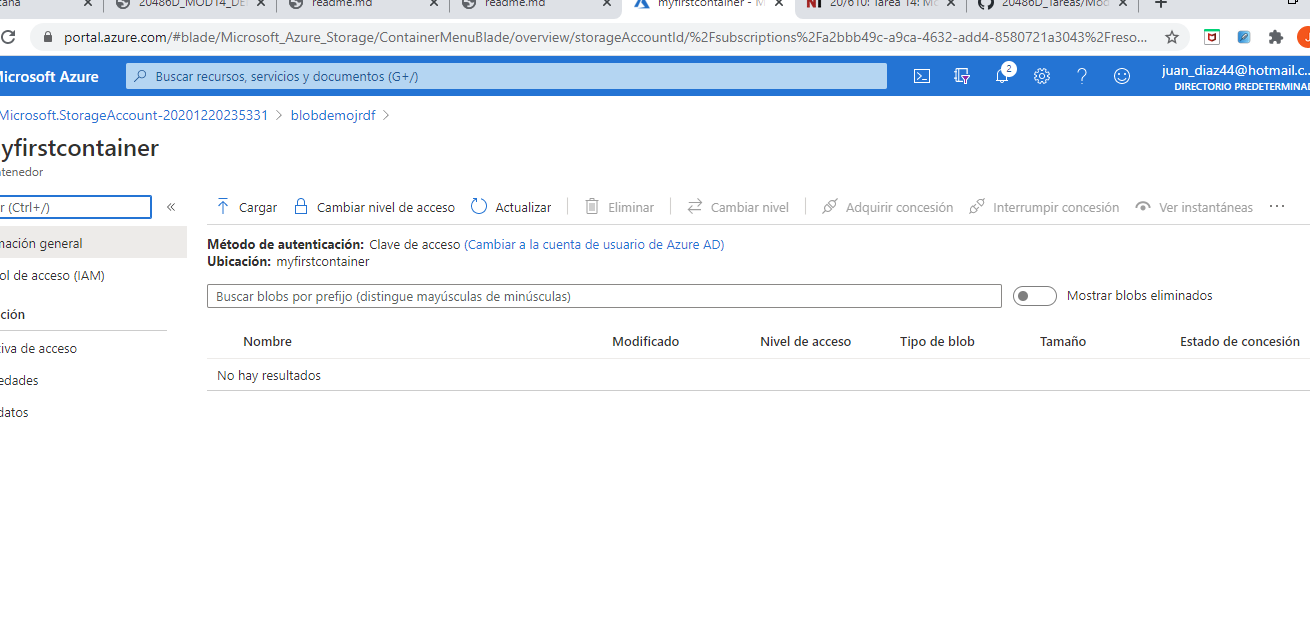 20486D_MOD14_DE
readme.md
readme.md
myfirstcontainer - M
20/610: Tarea 14: Mo
20486D_Tareas/Mod
portal.azure.com/#blade/Microsoft_Azure_Storage/ContainerMenuBlade/overview/storageAccountId/%2Fsubscriptions%2Fa2bbb49c-a9ca-4632-add4-8580721a3043%2Freso...
Microsoft Azure
Buscar recursos, servicios y documentos (G+/)
2
juan_diaz44@hotmail.c...
DIRECTORIO PREDETERMINAD
Microsoft.StorageAccount-20201220235331 > blobdemojrdf >
yfirstcontainer
tenedor
r (Ctrl+/)
«
Cargar
Cambiar nivel de acceso
Actualizar
Eliminar
Cambiar nivel
Adquirir concesión
Interrumpir concesión
Ver instantáneas
...
mación general
Método de autenticación: Clave de acceso (Cambiar a la cuenta de usuario de Azure AD)
Ubicación: myfirstcontainer
ol de acceso (IAM)
Buscar blobs por prefijo (distingue mayúsculas de minúsculas)
Mostrar blobs eliminados
ción
Nombre
Modificado
Nivel de acceso
Tipo de blob
Tamaño
Estado de concesión
iva de acceso
No hay resultados
edades
datos